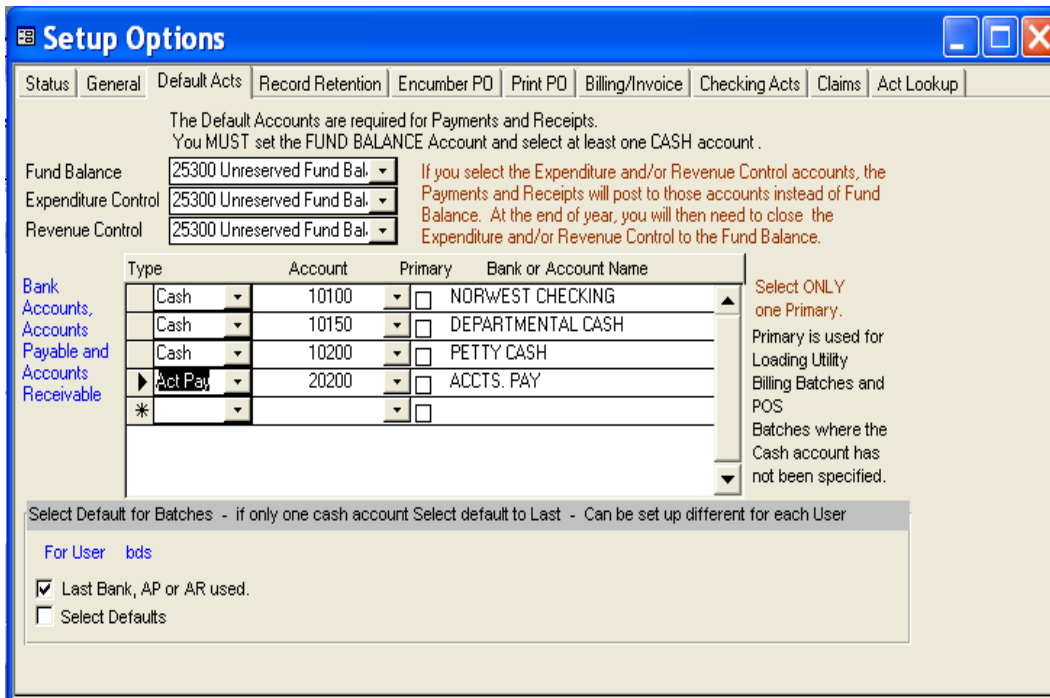 Setup Options
Status General Default Acts Record Retention Encumber PO Print PO Billing/Invoice Checking Acts Claims Act Lookup
The Default Accounts are required for Payments and Receipts.
You MUST set the FUND BALANCE Account and select at least one CASH account .
Fund Balance 25300 Unreserved Fund Bal.
Expenditure Control 25300 Unreserved Fund Bal.
Revenue Control 25300 Unreserved Fund Bal.
If you select the Expenditure and/or Revenue Control accounts, the
Payments and Receipts will post to those accounts instead of Fund
Balance. At the end of year, you will then need to close the
Expenditure and/or Revenue Control to the Fund Balance.
Bank
Accounts,
Accounts
Payable and
Accounts
Receivable
Type Account Primary Bank or Account Name
Cash 10100 NORWEST CHECKING
Cash 10150 DEPARTMENTAL CASH
Cash 10200 PETTY CASH
Act Pay 20200 ACCTS. PAY
Select ONLY
one Primary.
Primary is used for
Loading Utility
Billing Batches and
POS
Batches where the
Cash account has
not been specified.
Select Default for Batches - if only one cash account Select default to Last - Can be set up different for each User
For User bds
Last Bank, AP or AR used.
Select Defaults